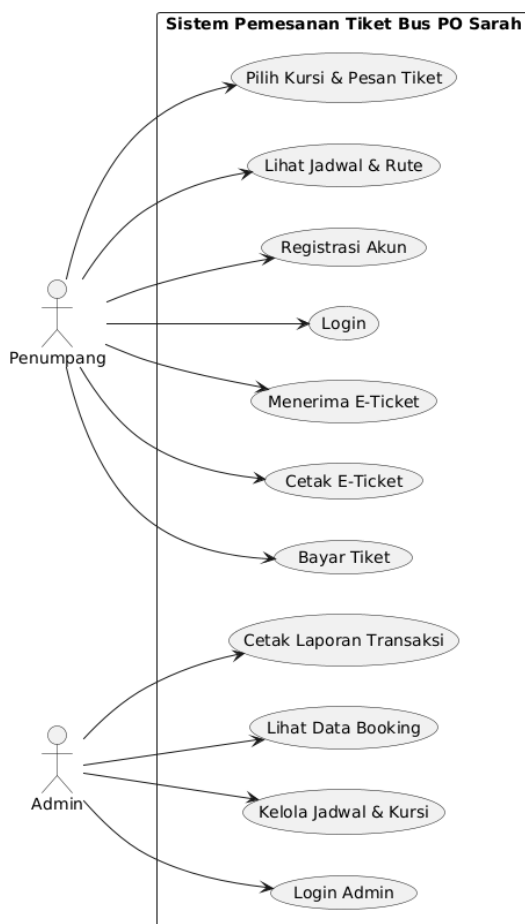 Sistem Pemesanan Tiket Bus PO Sarah
Pilih Kursi & Pesan Tiket
Lihat Jadwal & Rute
Registrasi Akun
Login
Penumpang
Menerima E-Ticket
Cetak E-Ticket
Bayar Tiket
Cetak Laporan Transaksi
Lihat Data Booking
Admin
Kelola Jadwal & Kursi
Login Admin